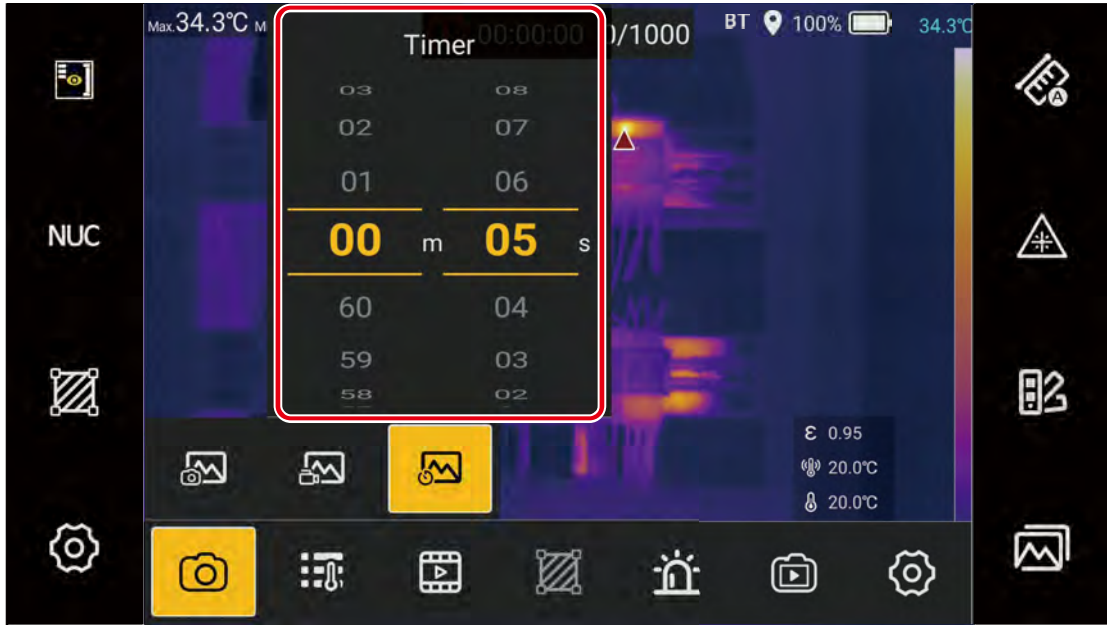 Max.34.3℃ M
Timer
00:00:00 0/1000
BT 100% 34.3℃
03 08
02 07
01 06
00 m 05 s
60 04
59 03
58 02
NUC
A
ε 0.95
20.0℃
20.0℃